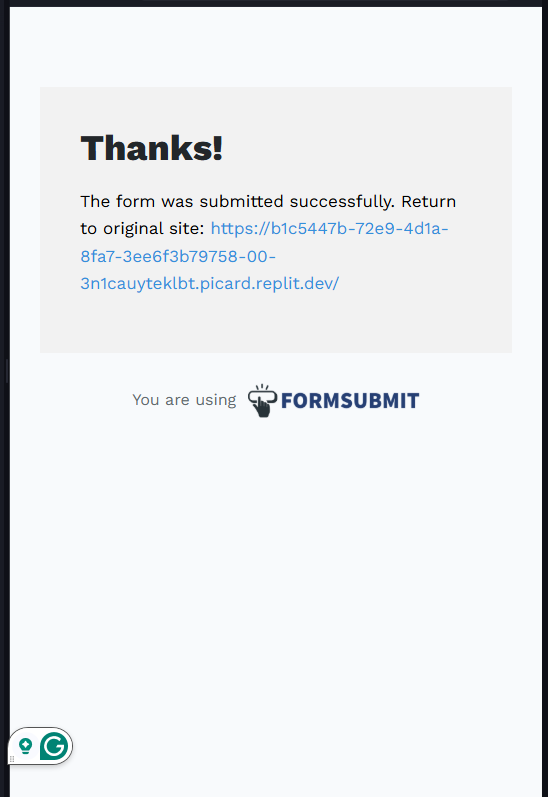 Thanks!
The form was submitted successfully. Return
to original site: https://b1c5447b-72e9-4d1a-
8fa7-3ee6f3b79758-00-
3n1cauyteklbt.picard.replit.dev/
You are using FORMSUBMIT